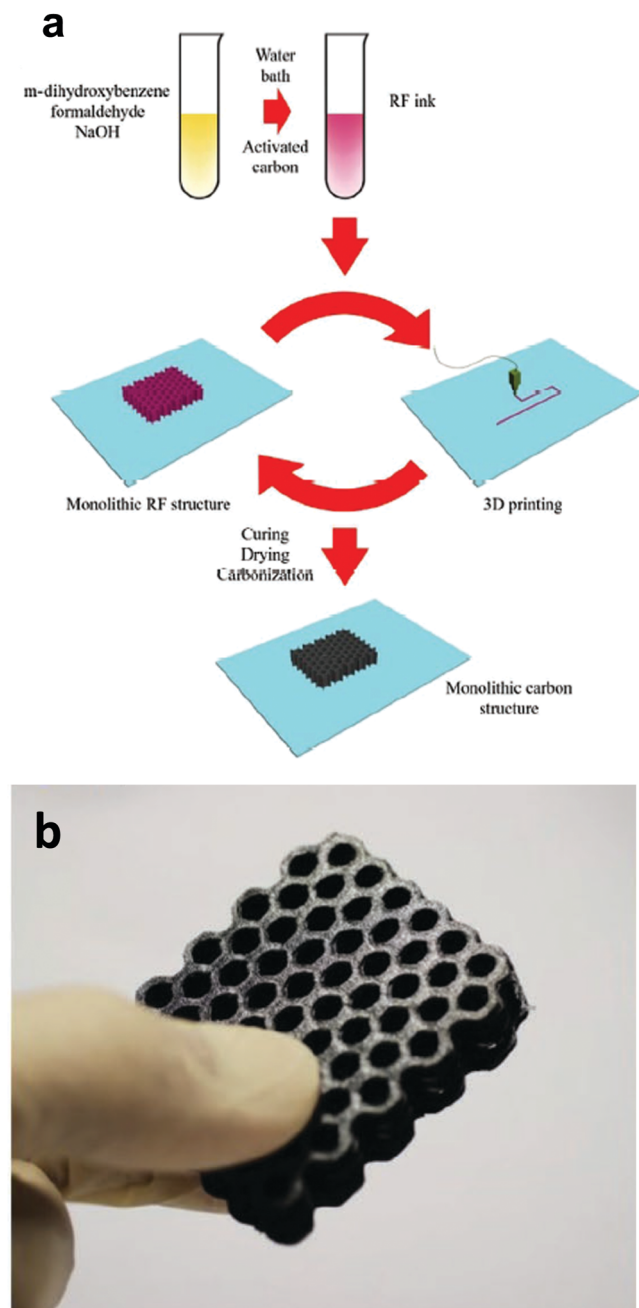 a
m-dihydroxybenzene
formaldehyde
NaOH
Water
bath
Activated
carbon
RF ink
Monolithic RF structure
3D printing
Curing
Drying
Carbonization
Monolithic carbon
structure
b